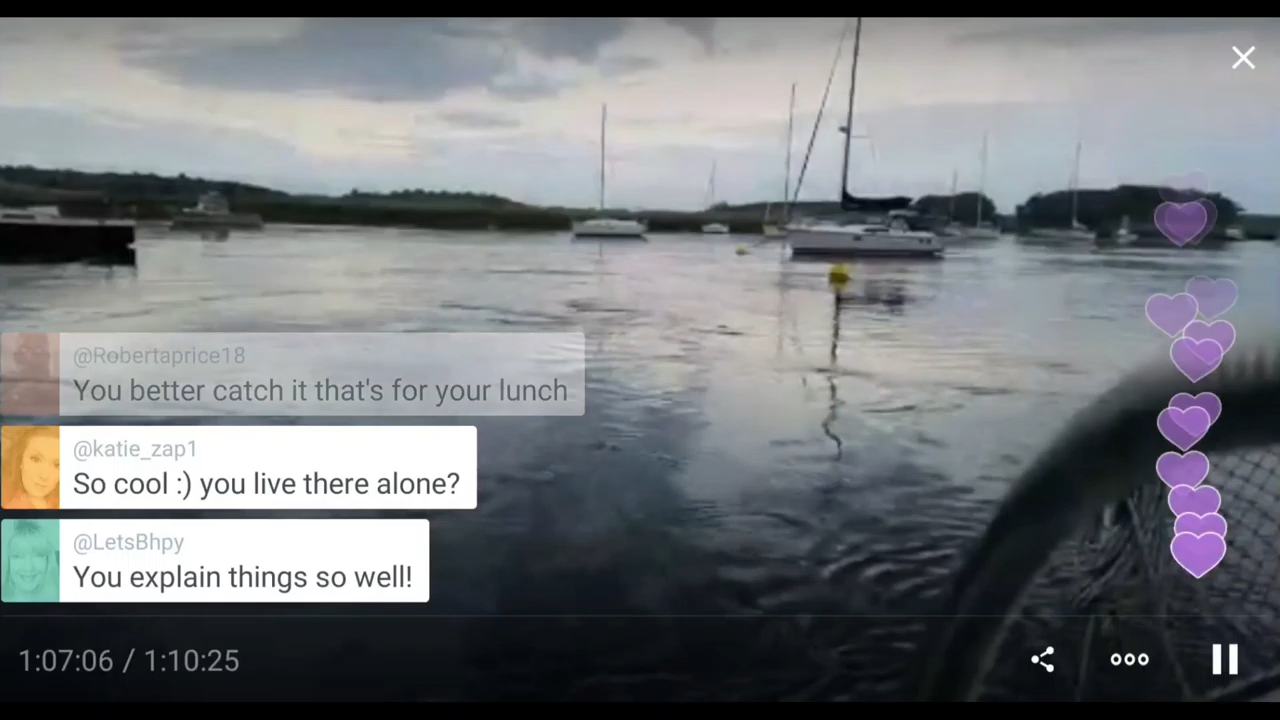 @Robertaprice18
You better catch it that's for your lunch
@katie_zap1
So cool :) you live there alone?
@LetsBhpy
You explain things so well!
1:07:06 / 1:10:25